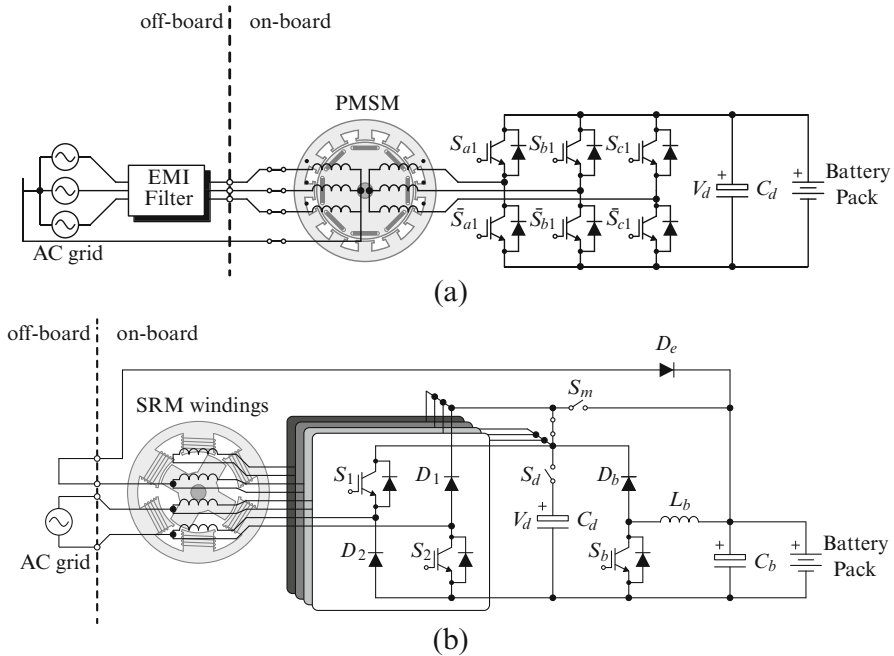 off-board on-board
PMSM
EMI
Filter
AC grid
S_a1 S_b1 S_c1
S̄_a1 S̄_b1 S̄_c1
V_d + C_d
+ Battery
Pack
(a)
off-board on-board
D_e
SRM windings
S_m
S_1 D_1 S_d D_b
L_b
V_d + C_d
D_2 S_2 S_b
+ C_b
+ Battery
Pack
AC grid
(b)